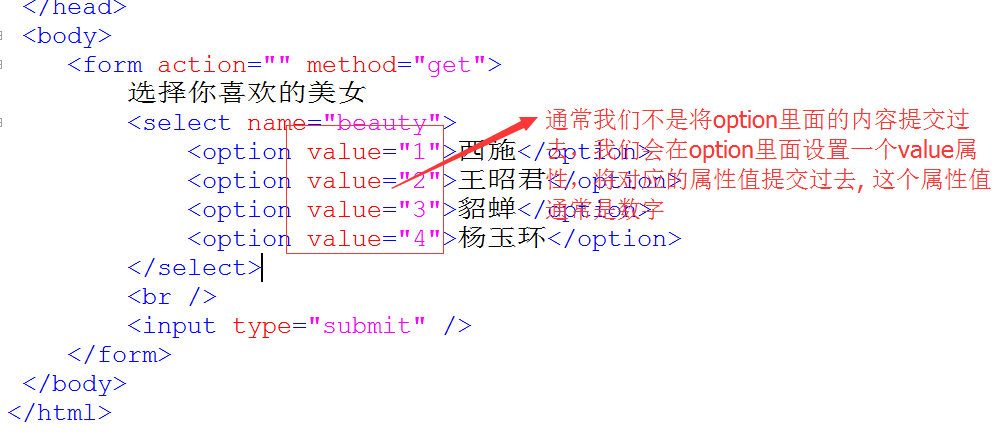 </head>
<body>
<form action="" method="get">
选择你喜欢的美女
<select name="beauty">
<option value="1">西施</option>
<option value="2">王昭君</option>
<option value="3">貂蝉</option>
<option value="4">杨玉环</option>
</select>
<br />
<input type="submit" />
</form>
</body>
</html>
通常我们不是将option里面的内容提交过
去，我们会在option里面设置一个value属
性，将对应的属性值提交过去, 这个属性值
通常是数字